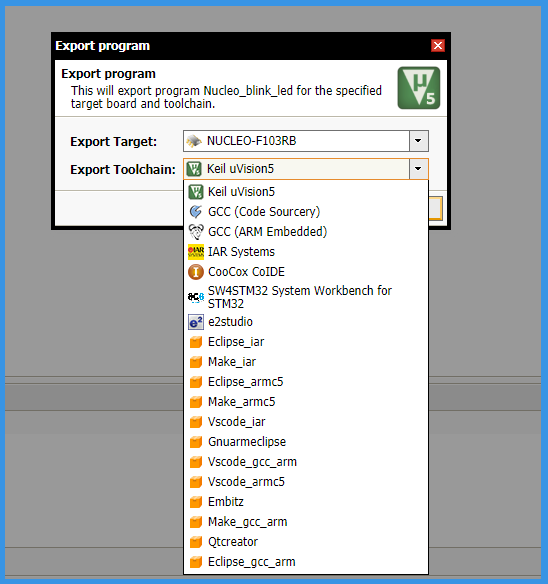 Export program
Export program
This will export program Nucleo_blink_led for the specified
target board and toolchain.
µ
5
Export Target: NUCLEO-F103RB
Export Toolchain: Keil uVision5
Keil uVision5
GCC (Code Sourcery)
GCC (ARM Embedded)
IAR Systems
CooCox CoIDE
SW4STM32 System Workbench for
STM32
e2studio
Eclipse_iar
Make_iar
Eclipse_armc5
Make_armc5
Vscode_iar
Gnuarmeclipse
Vscode_gcc_arm
Vscode_armc5
Embitz
Make_gcc_arm
Qtcreator
Eclipse_gcc_arm